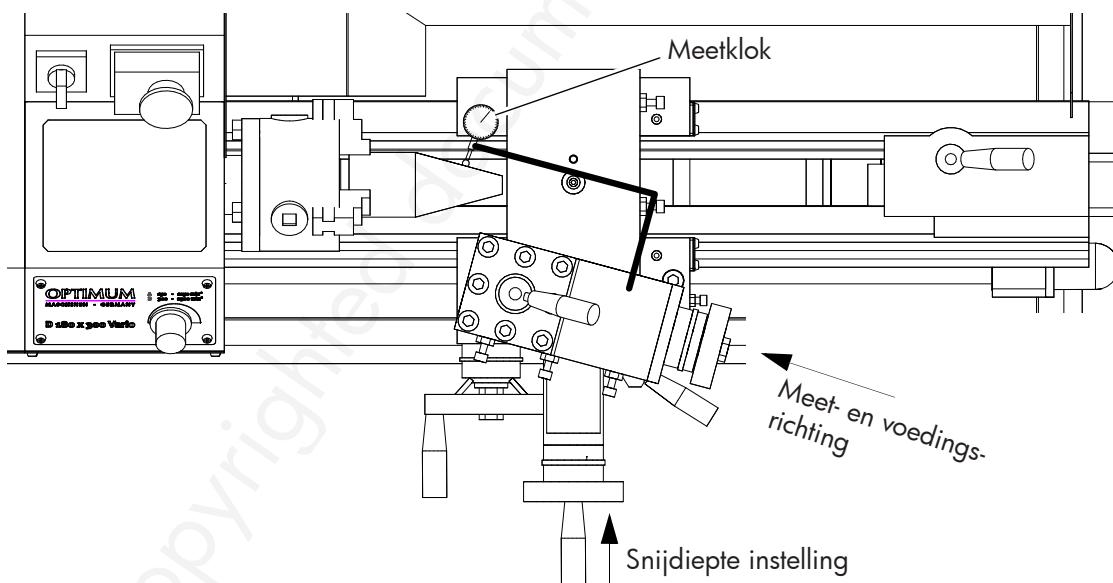 Meetklok
OPTIMUM
MASCHINEN - GERMANY
D 180 x 300 Vario
Meet- en voedings-
richting
Snijdiepte instelling